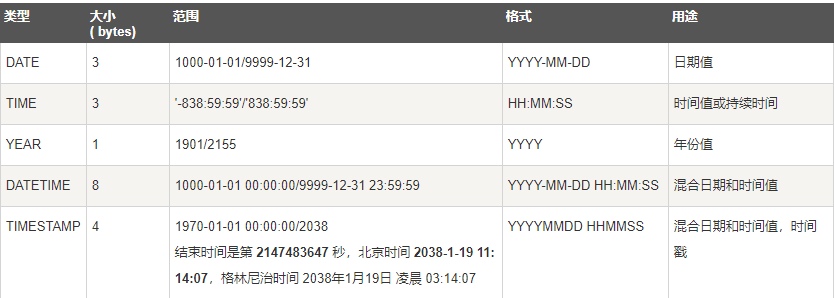 类型 大小 范围 格式 用途
( bytes)
DATE 3 1000-01-01/9999-12-31 YYYY-MM-DD 日期值
TIME 3 '-838:59:59'/'838:59:59' HH:MM:SS 时间值或持续时间
YEAR 1 1901/2155 YYYY 年份值
DATETIME 8 1000-01-01 00:00:00/9999-12-31 23:59:59 YYYY-MM-DD HH:MM:SS 混合日期和时间值
TIMESTAMP 4 1970-01-01 00:00:00/2038 YYYYMMDD HHMMSS 混合日期和时间值，时间
结束时间是第 2147483647 秒，北京时间 2038-1-19 11: 戳
14:07，格林尼治时间 2038年1月19日 凌晨 03:14:07